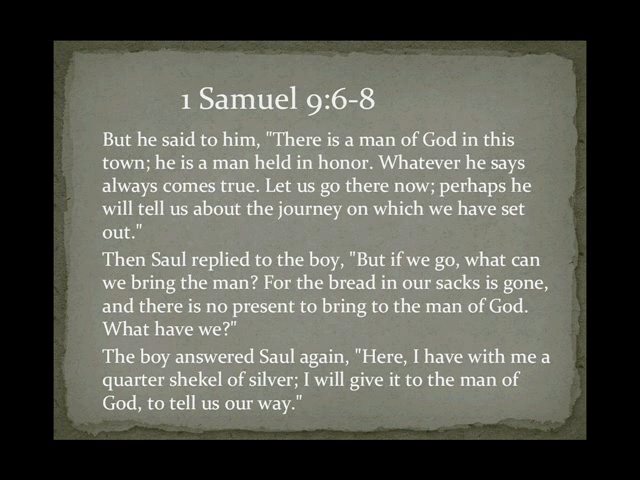 1 Samuel 9:6-8
But he said to him, "There is a man of God in this
town; he is a man held in honor. Whatever he says
always comes true. Let us go there now; perhaps he
will tell us about the journey on which we have set
out."
Then Saul replied to the boy, "But if we go, what can
we bring the man? For the bread in our sacks is gone,
and there is no present to bring to the man of God.
What have we?"
The boy answered Saul again, "Here, I have with me a
quarter shekel of silver; I will give it to the man of
God, to tell us our way."